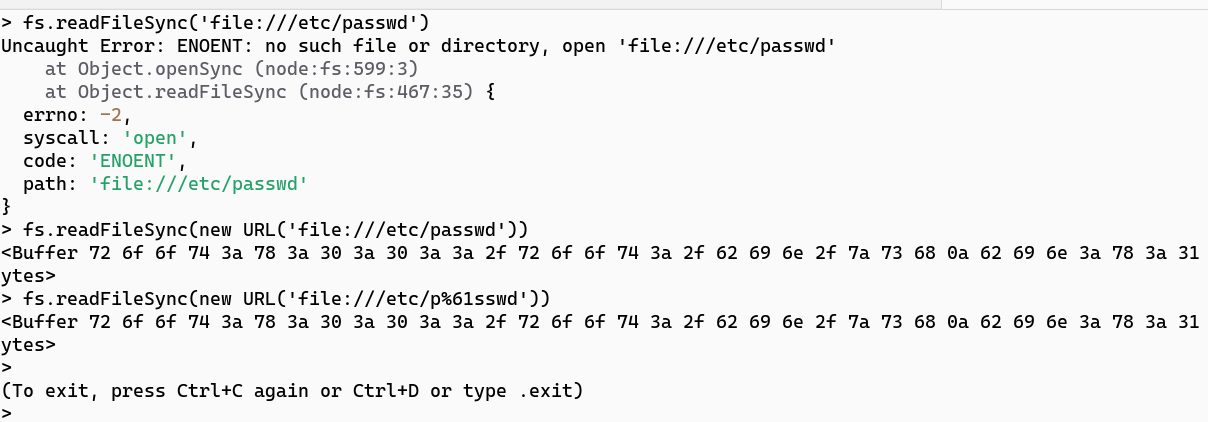 > fs.readFileSync('file:///etc/passwd')
Uncaught Error: ENOENT: no such file or directory, open 'file:///etc/passwd'
    at Object.openSync (node:fs:599:3)
    at Object.readFileSync (node:fs:467:35) {
  errno: -2,
  syscall: 'open',
  code: 'ENOENT',
  path: 'file:///etc/passwd'
}
> fs.readFileSync(new URL('file:///etc/passwd'))
<Buffer 72 6f 6f 74 3a 78 3a 30 3a 30 3a 3a 2f 72 6f 6f 74 3a 2f 62 69 6e 2f 7a 73 68 0a 62 69 6e 3a 78 3a 31
ytes>
> fs.readFileSync(new URL('file:///etc/p%61sswd'))
<Buffer 72 6f 6f 74 3a 78 3a 30 3a 30 3a 3a 2f 72 6f 6f 74 3a 2f 62 69 6e 2f 7a 73 68 0a 62 69 6e 3a 78 3a 31
ytes>
>
(To exit, press Ctrl+C again or Ctrl+D or type .exit)
>